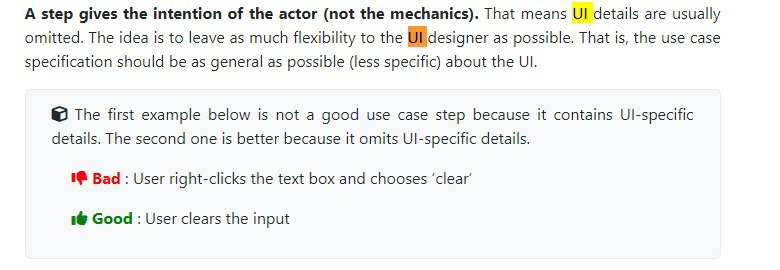 A step gives the intention of the actor (not the mechanics). That means UI details are usually
omitted. The idea is to leave as much flexibility to the UI designer as possible. That is, the use case
specification should be as general as possible (less specific) about the UI.
The first example below is not a good use case step because it contains UI-specific
details. The second one is better because it omits UI-specific details.
Bad : User right-clicks the text box and chooses ‘clear’
Good : User clears the input